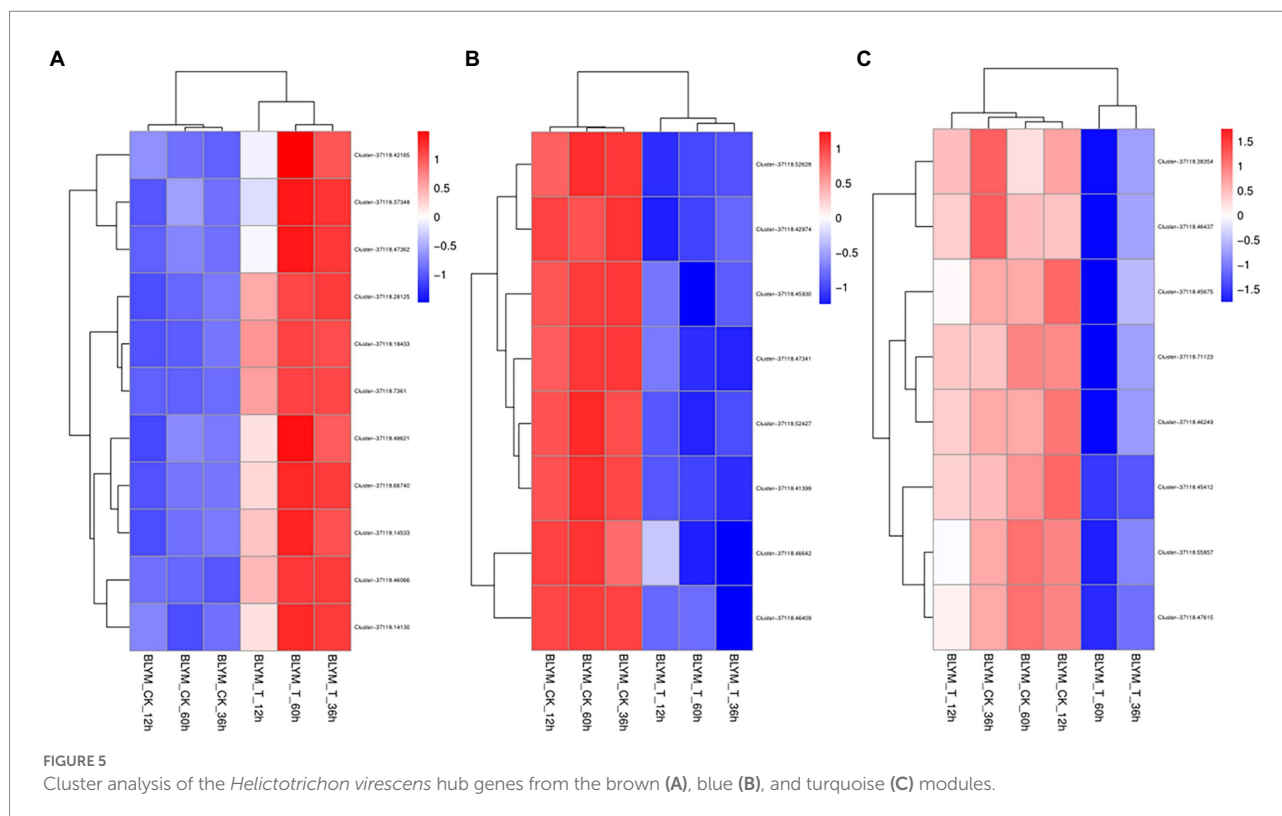 A
B
C
1
0.5
0
−0.5
−1
Cluster-37118.42165
Cluster-37118.37348
Cluster-37118.47362
Cluster-37118.28125
Cluster-37118.18433
Cluster-37118.7361
Cluster-37118.48621
Cluster-37118.66740
Cluster-37118.14533
Cluster-37118.46066
Cluster-37118.14130
BLYM_CK_12h
BLYM_CK_60h
BLYM_CK_36h
BLYM_T_12h
BLYM_T_60h
BLYM_T_36h
1
0.5
0
−0.5
−1
Cluster-37118.52628
Cluster-37118.42974
Cluster-37118.45930
Cluster-37118.47341
Cluster-37118.52427
Cluster-37118.41399
Cluster-37118.46642
Cluster-37118.46409
BLYM_CK_12h
BLYM_CK_60h
BLYM_CK_36h
BLYM_T_12h
BLYM_T_60h
BLYM_T_36h
1.5
1
0.5
0
−0.5
−1
−1.5
Cluster-37118.38354
Cluster-37118.46437
Cluster-37118.45675
Cluster-37118.71123
Cluster-37118.46249
Cluster-37118.45412
Cluster-37118.55857
Cluster-37118.47615
BLYM_T_12h
BLYM_CK_36h
BLYM_CK_60h
BLYM_CK_12h
BLYM_T_60h
BLYM_T_36h
FIGURE 5
Cluster analysis of the Helictotrichon virescens hub genes from the brown (A), blue (B), and turquoise (C) modules.